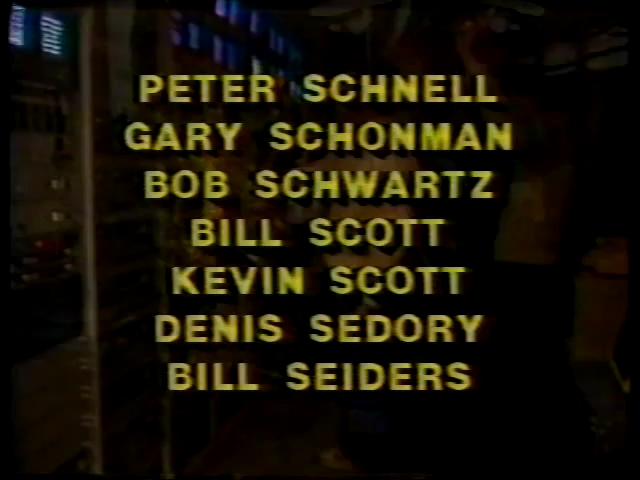 PETER SCHNELL
GARY SCHONMAN
BOB SCHWARTZ
BILL SCOTT
KEVIN SCOTT
DENIS SEDORY
BILL SEIDERS